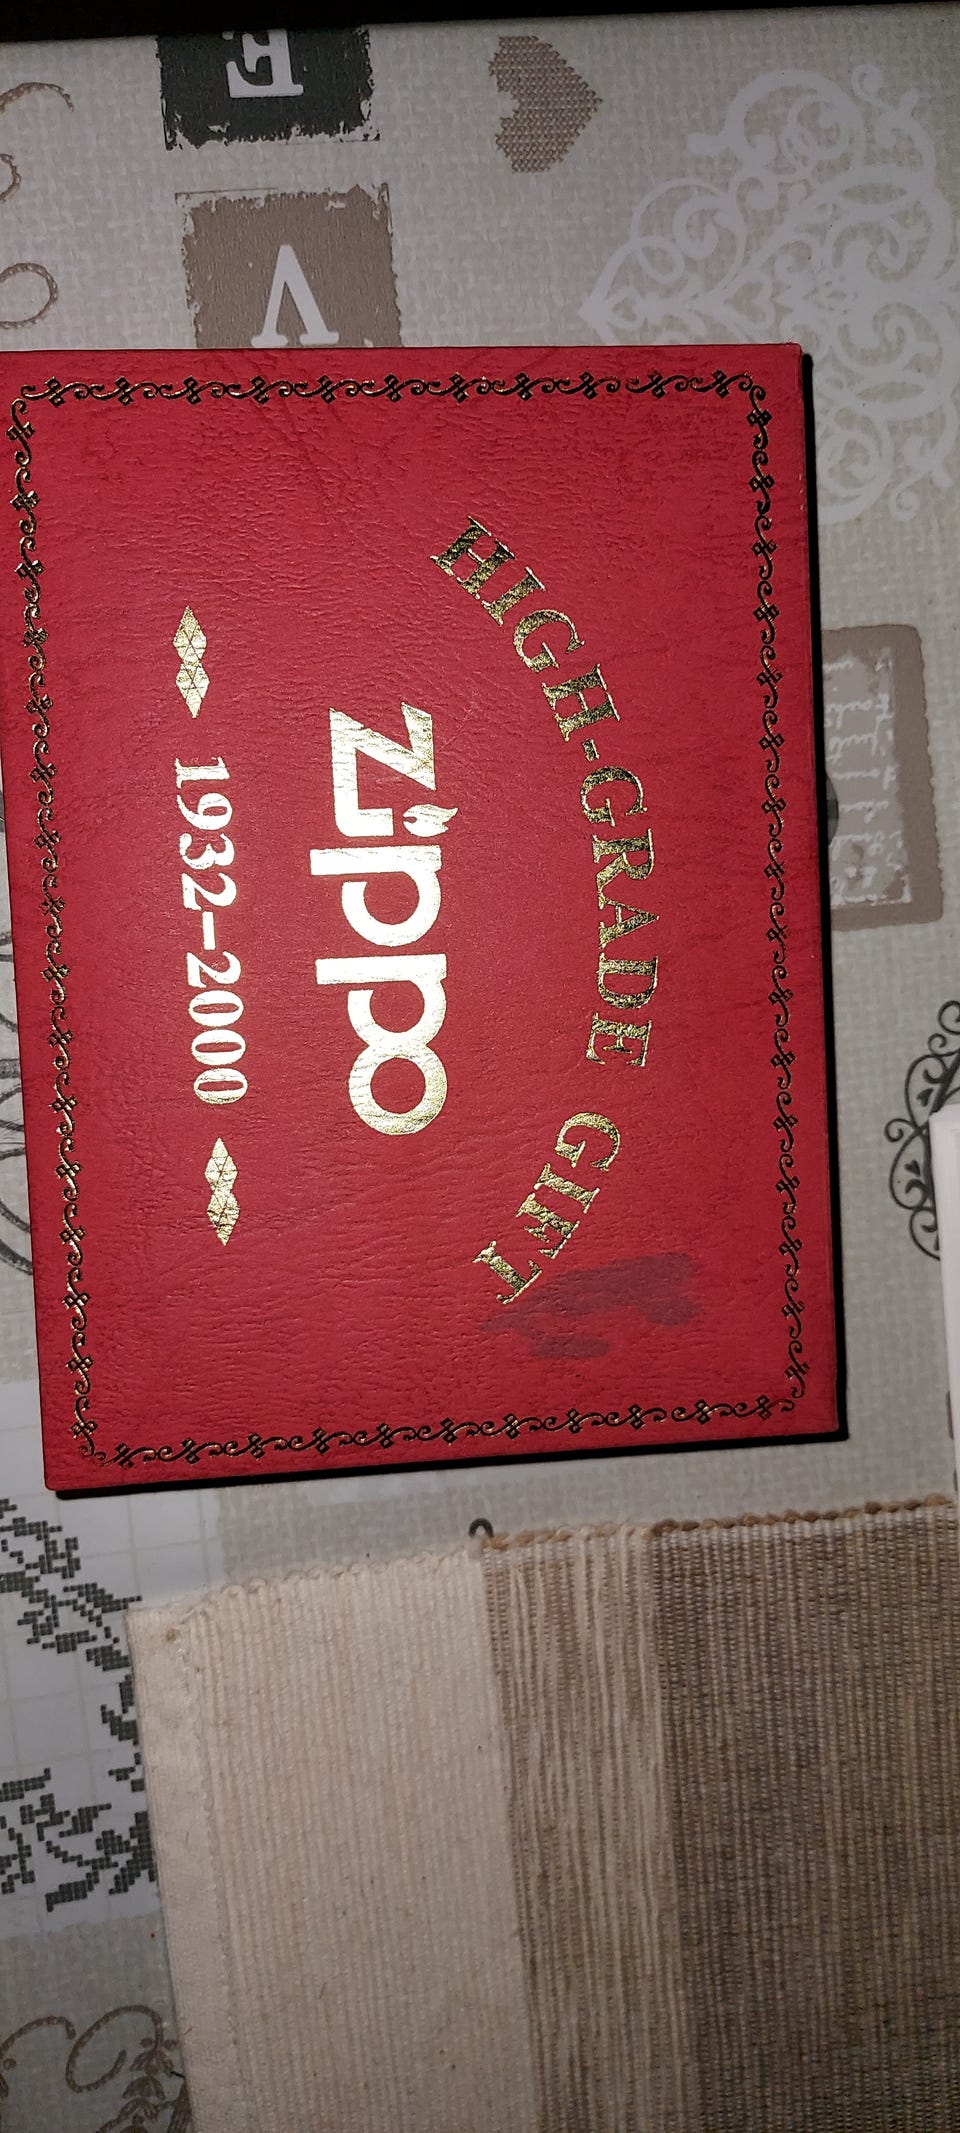 HIGH-GRADE GIFT
zippo
1932-2000
E
V